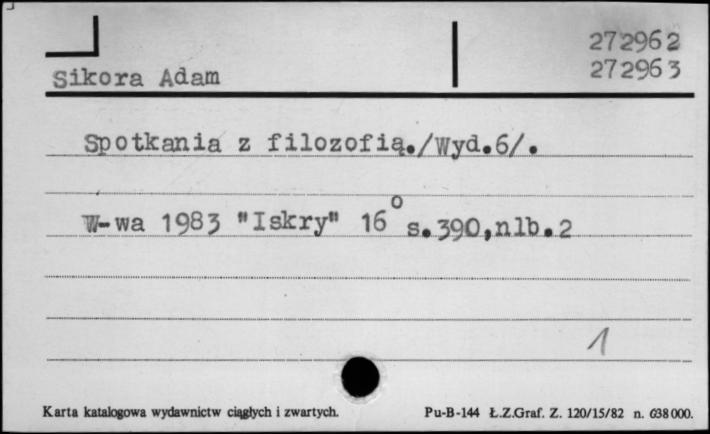 272962
Sikora Adam 272963
Spotkania z filozofią./Wyd.6/.
W-wa 1983 "Iskry" 16° s.390,nlb.2
1
Karta katalogowa wydawnictw ciągłych i zwartych. Pu-B-144 Ł.Z.Graf. Z. 120/15/82 n. 638000.